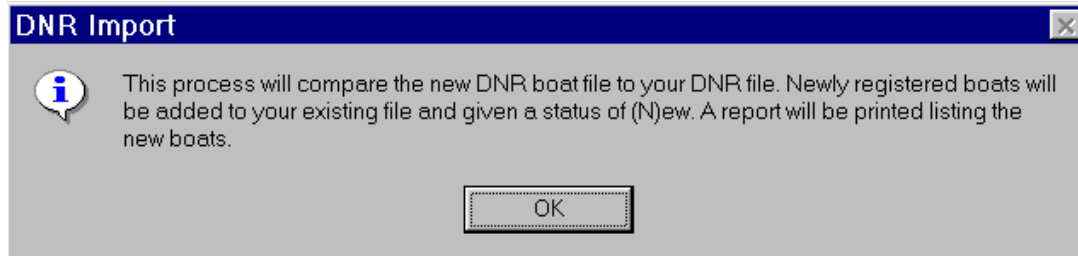 DNR Import
This process will compare the new DNR boat file to your DNR file. Newly registered boats will
be added to your existing file and given a status of (N)ew. A report will be printed listing the
new boats.
OK